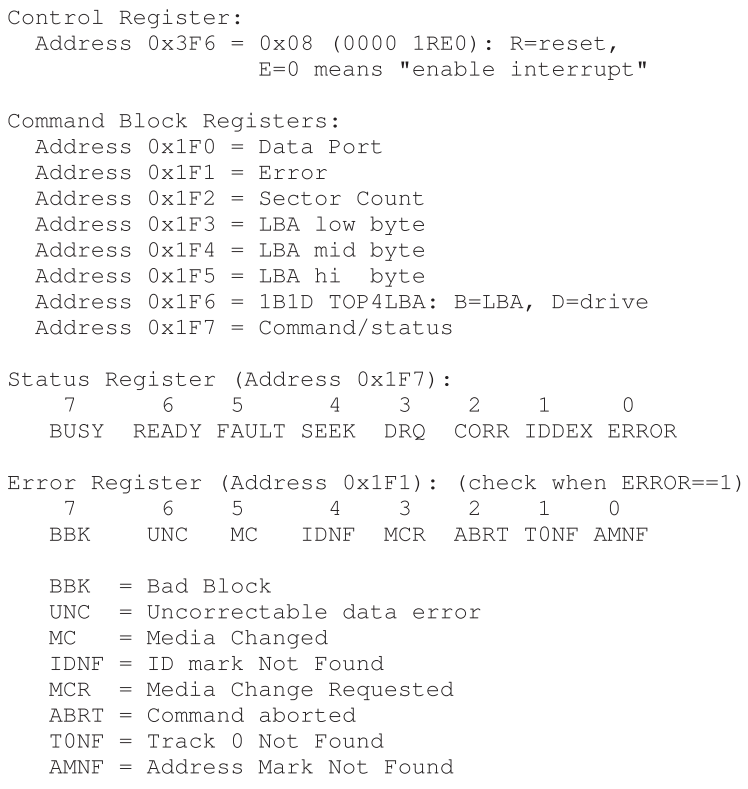 Control Register:
  Address 0x3F6 = 0x08 (0000 1RE0): R=reset,
                  E=0 means "enable interrupt"

Command Block Registers:
  Address 0x1F0 = Data Port
  Address 0x1F1 = Error
  Address 0x1F2 = Sector Count
  Address 0x1F3 = LBA low byte
  Address 0x1F4 = LBA mid byte
  Address 0x1F5 = LBA hi  byte
  Address 0x1F6 = 1B1D TOP4LBA: B=LBA, D=drive
  Address 0x1F7 = Command/status

Status Register (Address 0x1F7):
    7      6    5      4    3    2    1     0
   BUSY  READY FAULT SEEK  DRQ  CORR IDDEX ERROR

Error Register (Address 0x1F1): (check when ERROR==1)
    7      6    5      4    3    2    1    0
   BBK    UNC   MC   IDNF  MCR  ABRT T0NF AMNF

   BBK  = Bad Block
   UNC  = Uncorrectable data error
   MC   = Media Changed
   IDNF = ID mark Not Found
   MCR  = Media Change Requested
   ABRT = Command aborted
   T0NF = Track 0 Not Found
   AMNF = Address Mark Not Found